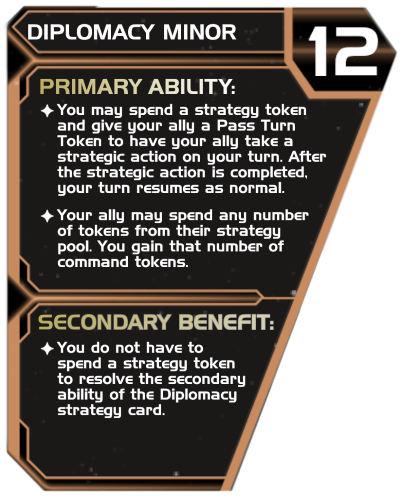 DIPLOMACY MINOR
12
PRIMARY ABILITY:
You may spend a strategy token
and give your ally a Pass Turn
Token to have your ally take a
strategic action on your turn. After
the strategic action is completed,
your turn resumes as normal.
Your ally may spend any number
of tokens from their strategy
pool. You gain that number of
command tokens.
SECONDARY BENEFIT:
You do not have to
spend a strategy token
to resolve the secondary
ability of the Diplomacy
strategy card.